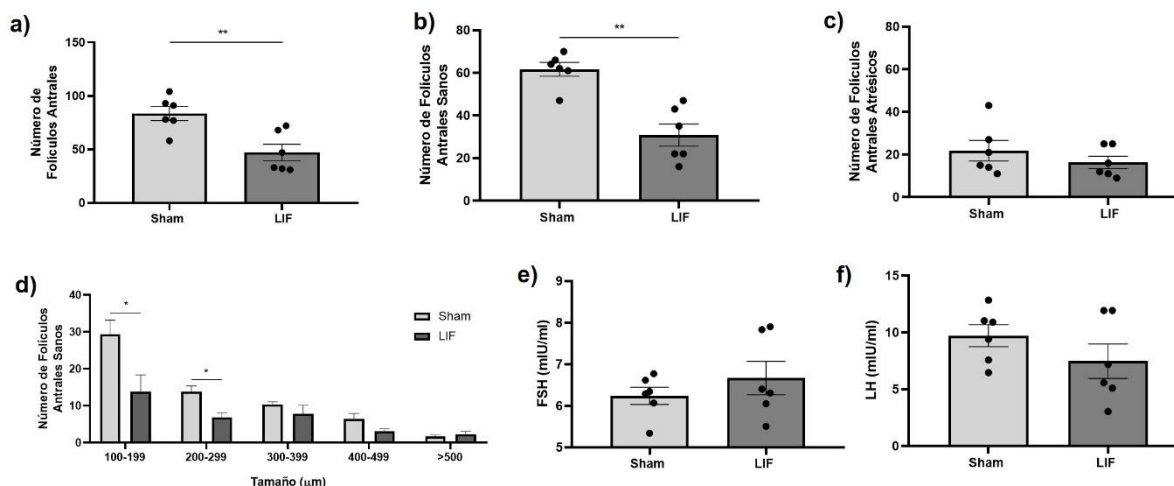 a)
**
150
100
50
0
Número de
Folículos Antrales
Sham
LIF
b)
**
80
60
40
20
0
Número de Folículos
Antrales Sanos
Sham
LIF
c)
80
60
40
20
0
Número de Folículos
Antrales Atrésicos
Sham
LIF
d)
40
30
20
10
0
Número de Folículos
Antrales Sanos
*
*
Sham
LIF
100-199
200-299
300-399
400-499
>500
Tamaño (μm)
e)
9
8
7
6
5
FSH (mIU/ml)
Sham
LIF
f)
15
10
5
0
LH (mIU/ml)
Sham
LIF